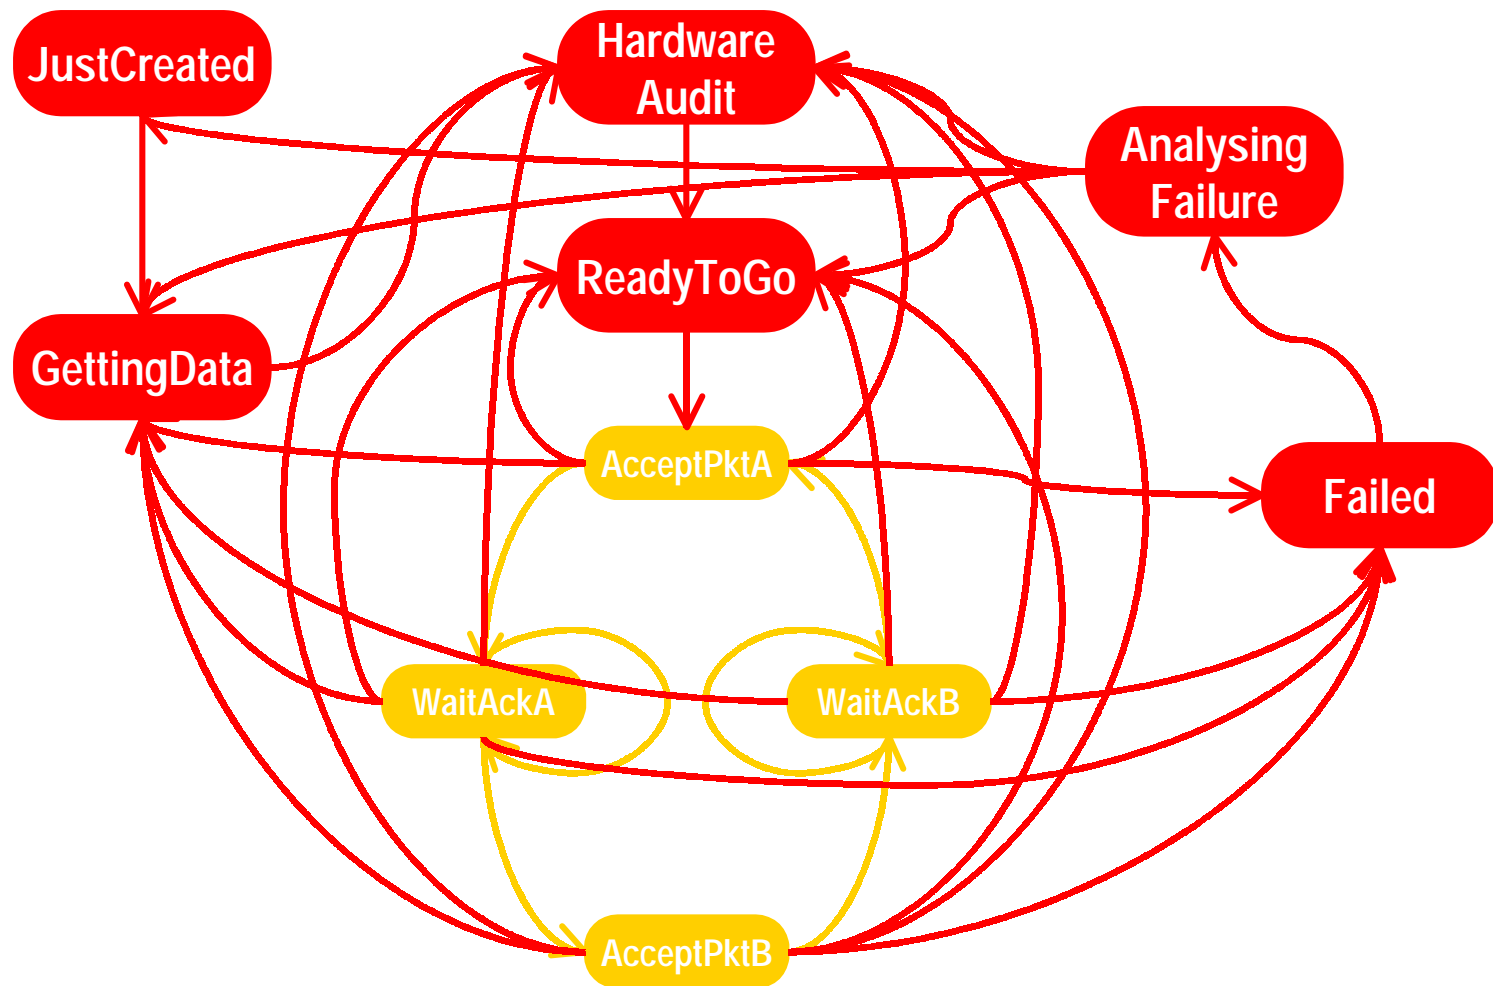 JustCreated
Hardware
Audit
Analysing
Failure
ReadyToGo
GettingData
AcceptPktA
Failed
WaitAckA
WaitAckB
AcceptPktB